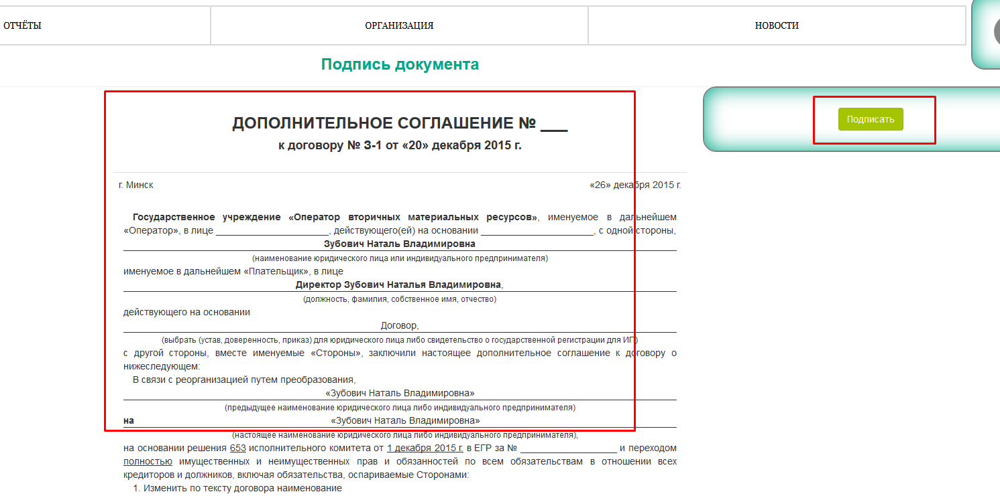 ОТЧЁТЫ
ОРГАНИЗАЦИЯ
НОВОСТИ
Подпись документа
Подписать
ДОПОЛНИТЕЛЬНОЕ СОГЛАШЕНИЕ № ___
к договору № З-1 от «20» декабря 2015 г.
г. Минск
«26» декабря 2015 г.
Государственное учреждение «Оператор вторичных материальных ресурсов», именуемое в дальнейшем
«Оператор», в лице _____________________, действующего(ей) на основании _____________________, с одной стороны,
Зубович Наталь Владимировна
(наименование юридического лица или индивидуального предпринимателя)
именуемое в дальнейшем «Плательщик», в лице
Директор Зубович Наталья Владимировна,
(должность, фамилия, собственное имя, отчество)
действующего на основании
Договор,
(выбрать (устав, доверенность, приказ) для юридического лица либо свидетельство о государственной регистрации для ИП)
с другой стороны, вместе именуемые «Стороны», заключили настоящее дополнительное соглашение к договору о
нижеследующем:
В связи с реорганизацией путем преобразования,
«Зубович Наталь Владимировна»
(предыдущее наименование юридического лица либо индивидуального предпринимателя)
на «Зубович Наталь Владимировна»
(настоящее наименование юридического лица либо индивидуального предпринимателя),
на основании решения 653 исполнительного комитета от 1 декабря 2015 г. в ЕГР за № __________________ и переходом
полностью имущественных и неимущественных прав и обязанностей по всем обязательствам в отношении всех
кредиторов и должников, включая обязательства, оспариваемые Сторонами:
1. Изменить по тексту договора наименование